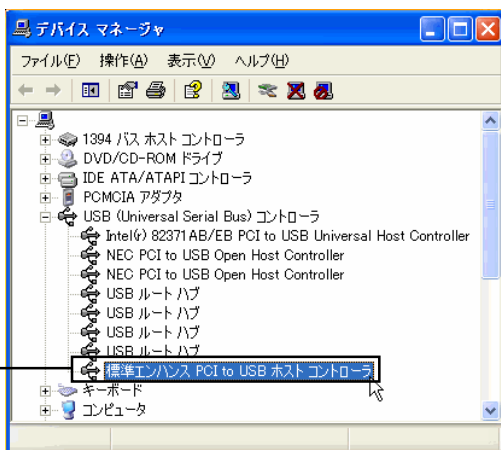 デバイス マネージャ
ファイル(F) 操作(A) 表示(V) ヘルプ(H)
1394 バス ホスト コントローラ
DVD/CD-ROM ドライブ
IDE ATA/ATAPI コントローラ
PCMCIA アダプタ
USB (Universal Serial Bus) コントローラ
Intel(r) 82371AB/EB PCI to USB Universal Host Controller
NEC PCI to USB Open Host Controller
NEC PCI to USB Open Host Controller
USB ルート ハブ
USB ルート ハブ
USB ルート ハブ
USB ルート ハブ
標準エンハンス PCI to USB ホスト コントローラ
キーボード
コンピュータ